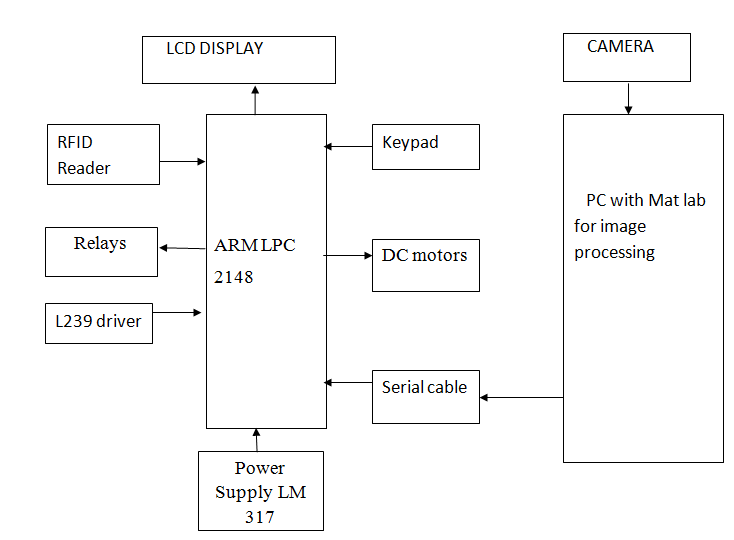 LCD DISPLAY
CAMERA
RFID
Reader
Keypad
PC with Mat lab
for image
processing
Relays
ARM LPC
2148
DC motors
L239 driver
Serial cable
Power
Supply LM
317